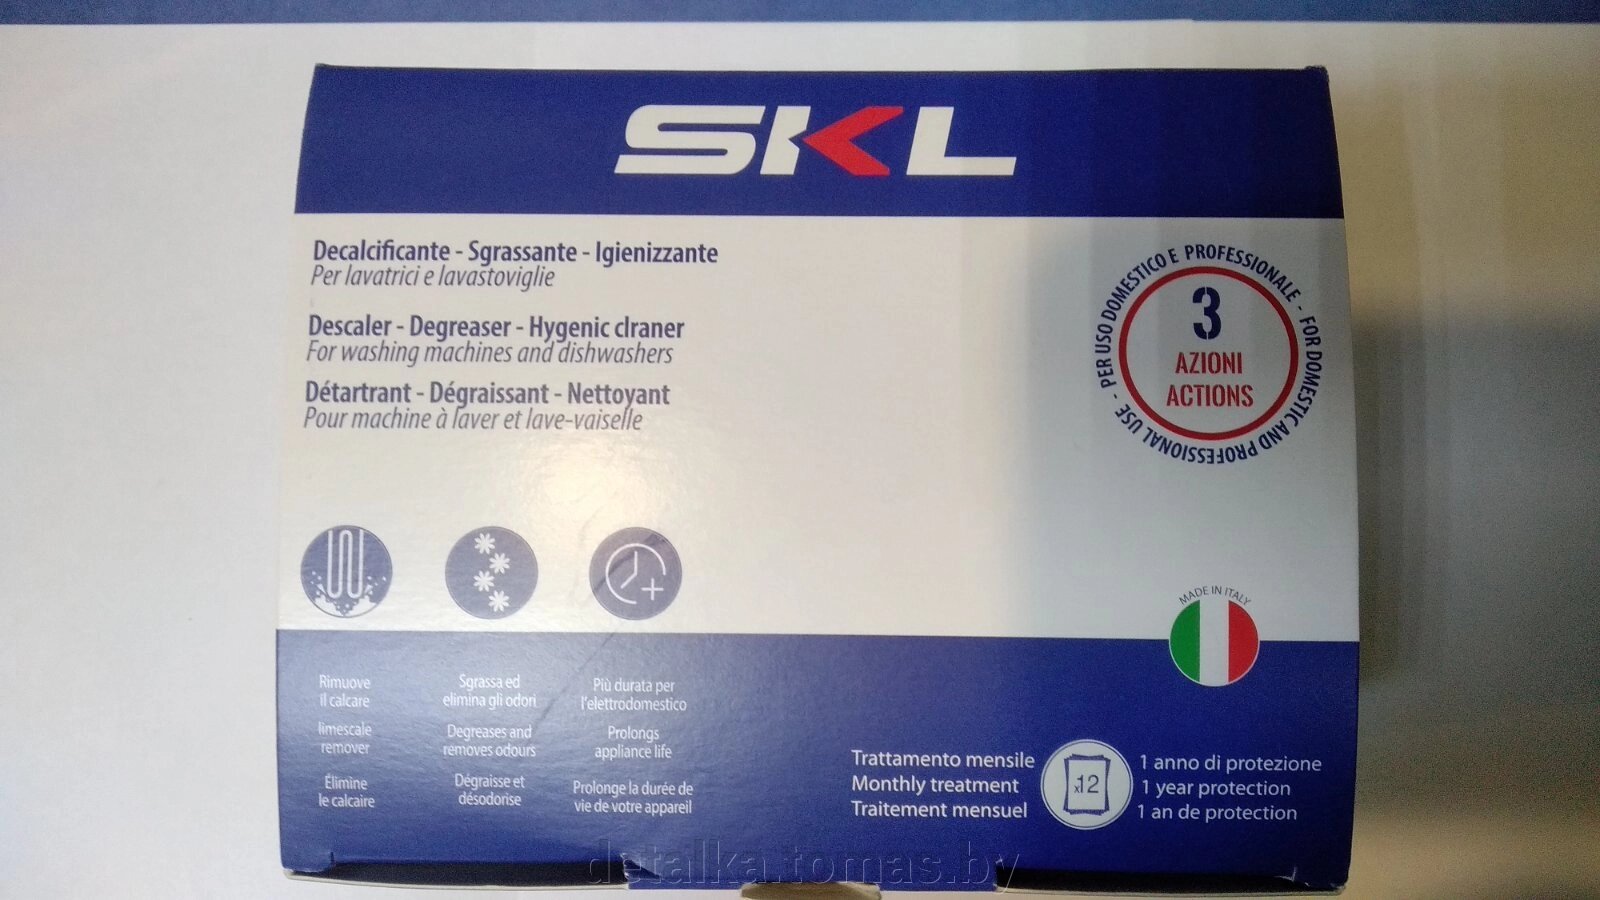 SKL
Decalcificante - Sgrassante - Igienizzante
Per lavatrici e lavastoviglie
Descaler - Degreaser - Hygenic clraner
For washing machines and dishwashers
Détartrant - Dégraissant - Nettoyant
Pour machine à laver et lave-vaiselle
PER USO DOMESTICO E PROFESSIONALE - FOR DOMESTIC AND PROFESSIONAL USE -
3
AZIONI
ACTIONS
MADE IN ITALY
Rimuove
il calcare
limescale
remover
Élimine
le calcaire
Sgrassa ed
elimina gli odori
Degreases and
removes odours
Dégraisse et
désodorise
Più durata per
l'elettrodomestico
Prolongs
appliance life
Prolonge la durée de
vie de votre appareil
Trattamento mensile
Monthly treatment
Traitement mensuel
x12
1 anno di protezione
1 year protection
1 an de protection
detalka.tomas.by